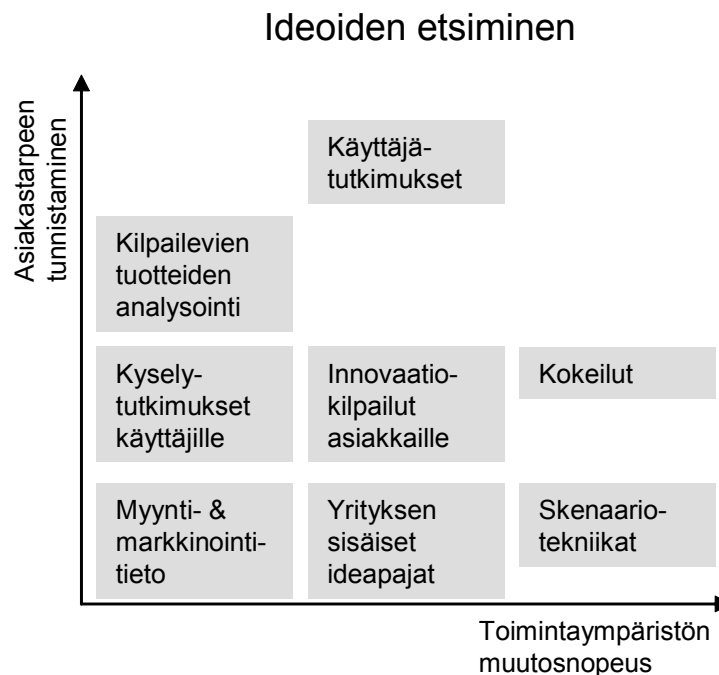 Ideoiden etsiminen
Asiakastarpeen
tunnistaminen
Käyttäjä-
tutkimukset
Kilpailevien
tuotteiden
analysointi
Kysely-
tutkimukset
käyttäjille
Innovaatio-
kilpailut
asiakkaille
Kokeilut
Myynti- &
markkinointi-
tieto
Yrityksen
sisäiset
ideapajat
Skenaario-
tekniikat
Toimintaympäristön
muutosnopeus